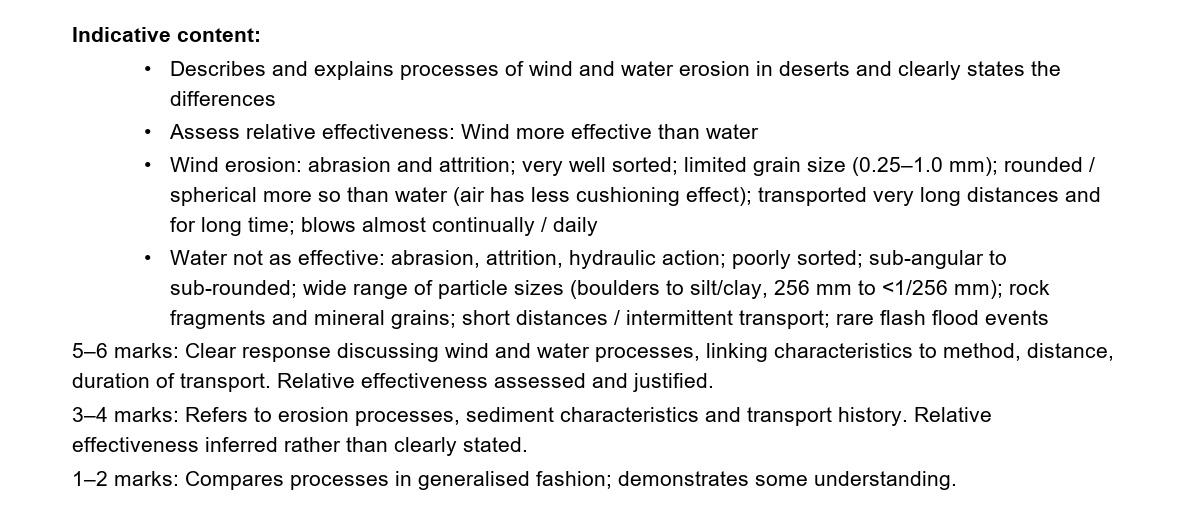 Indicative content:
• Describes and explains processes of wind and water erosion in deserts and clearly states the
differences
• Assess relative effectiveness: Wind more effective than water
• Wind erosion: abrasion and attrition; very well sorted; limited grain size (0.25–1.0 mm); rounded /
spherical more so than water (air has less cushioning effect); transported very long distances and
for long time; blows almost continually / daily
• Water not as effective: abrasion, attrition, hydraulic action; poorly sorted; sub-angular to
sub-rounded; wide range of particle sizes (boulders to silt/clay, 256 mm to <1/256 mm); rock
fragments and mineral grains; short distances / intermittent transport; rare flash flood events
5–6 marks: Clear response discussing wind and water processes, linking characteristics to method, distance,
duration of transport. Relative effectiveness assessed and justified.
3–4 marks: Refers to erosion processes, sediment characteristics and transport history. Relative
effectiveness inferred rather than clearly stated.
1–2 marks: Compares processes in generalised fashion; demonstrates some understanding.